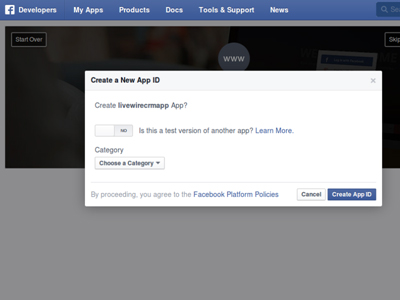 Developers My Apps Products Docs Tools & Support News
Start Over
www
Create a New App ID
Create livewirecrmapp App?
NO Is this a test version of another app? Learn More.
Category
Choose a Category
By proceeding, you agree to the Facebook Platform Policies Cancel Create App ID